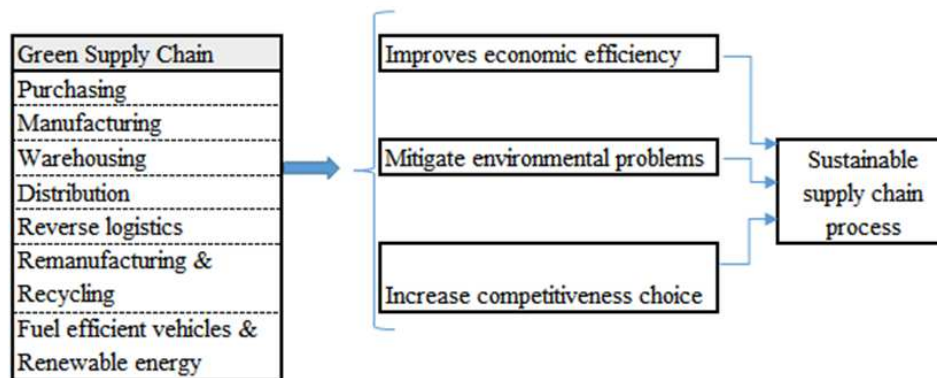 Green Supply Chain
Purchasing
Manufacturing
Warehousing
Distribution
Reverse logistics
Remanufacturing &
Recycling
Fuel efficient vehicles &
Renewable energy
Improves economic efficiency
Mitigate environmental problems
Increase competitiveness choice
Sustainable
supply chain
process